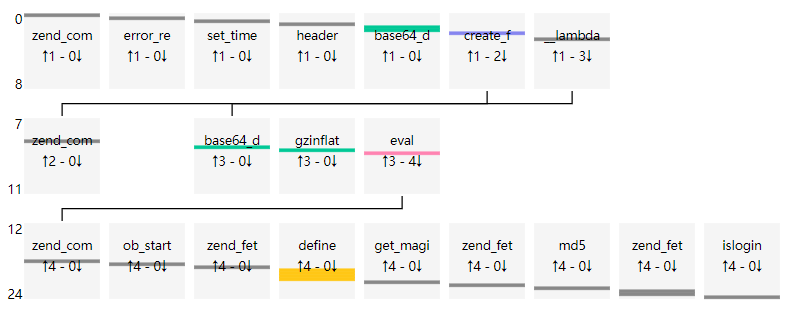 0
zend_com error_re set_time header base64_d create_f __lambda
↑1 - 0↓ ↑1 - 0↓ ↑1 - 0↓ ↑1 - 0↓ ↑1 - 0↓ ↑1 - 2↓ ↑1 - 3↓
8
7
zend_com base64_d gzinflat eval
↑2 - 0↓ ↑3 - 0↓ ↑3 - 0↓ ↑3 - 4↓
11
12
zend_com ob_start zend_fet define get_magi zend_fet md5 zend_fet islogin
↑4 - 0↓ ↑4 - 0↓ ↑4 - 0↓ ↑4 - 0↓ ↑4 - 0↓ ↑4 - 0↓ ↑4 - 0↓ ↑4 - 0↓ ↑4 - 0↓
24